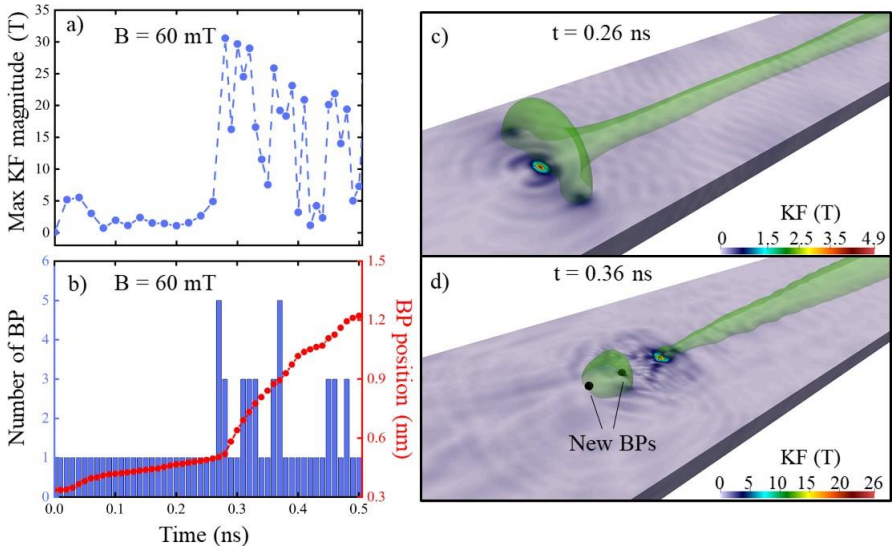 a)
B = 60 mT
Max KF magnitude (T)
35
30
25
20
15
10
5
0
b)
B = 60 mT
Number of BP
6
5
4
3
2
1
0
BP position (nm)
1.5
1.2
0.9
0.6
0.3
0.0 0.1 0.2 0.3 0.4 0.5
Time (ns)
c)
t = 0.26 ns
KF (T)
0 1.5 2.5 3.5 4.9
d)
t = 0.36 ns
New BPs
KF (T)
0 5 10 15 20 26